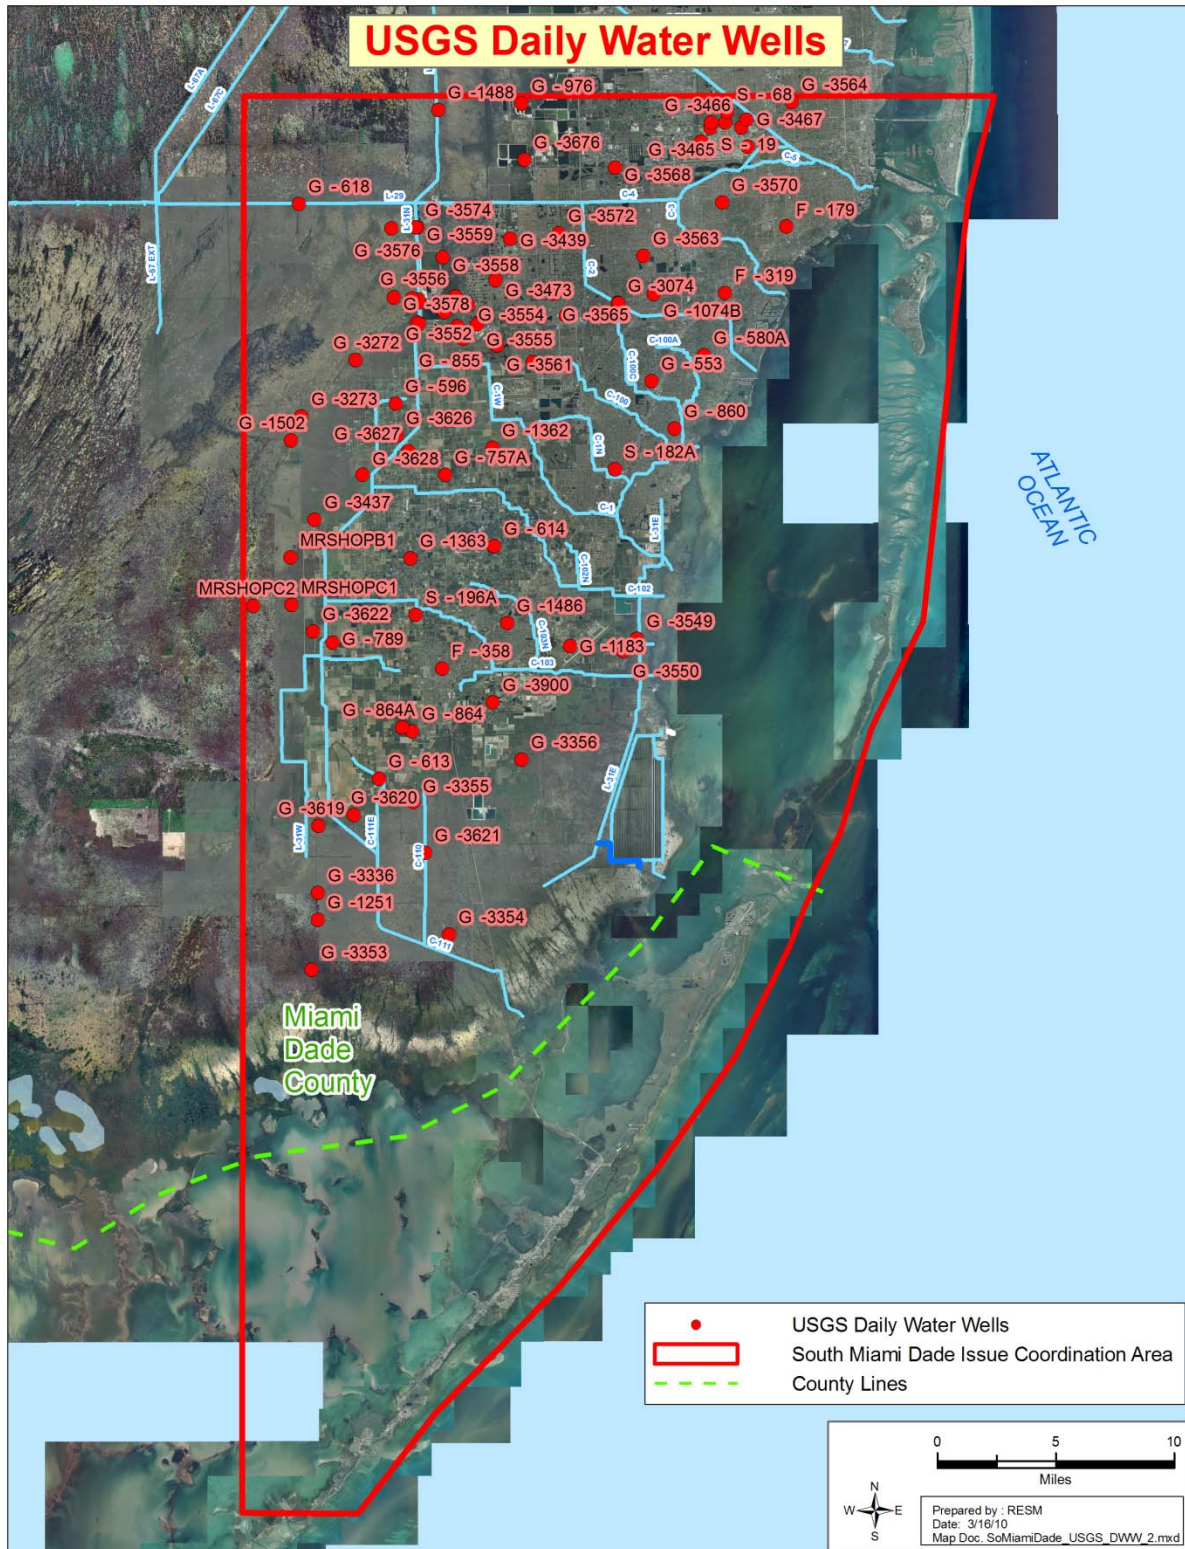 USGS Daily Water Wells
L-67A
L-67C
G - 1488
G - 976
S - 68
G - 3564
G - 3466
G - 3467
G - 3676
G - 3465
S - 19
C-5
G - 3568
G - 618
L-29
C-4
C-3
G - 3570
L-31N
G - 3574
G - 3572
F - 179
G - 3559
G - 3439
G - 3563
G - 3576
G - 3558
C-2
L-67 EXT
G - 3556
G - 3473
G - 3074
F - 319
G - 3578
G - 3554
G - 3565
G - 1074B
G - 3552
G - 3555
C-100A
G - 580A
G - 3272
G - 855
G - 3561
C-100C
G - 553
G - 596
C-1W
C-100
G - 3273
G - 860
G - 1502
G - 3626
G - 1362
G - 3627
C-1N
S - 182A
G - 3628
G - 757A
ATLANTIC
OCEAN
G - 3437
C-1
L-31E
G - 614
MRSHOPB1
G - 1363
C-102N
MRSHOPC2
MRSHOPC1
C-102
S - 196A
G - 1486
G - 3622
G - 3549
C-103N
G - 789
G - 1183
F - 358
C-103
G - 3550
G - 3900
G - 864A
G - 864
G - 3356
G - 613
L-31E
G - 3355
G - 3620
G - 3619
L-31W
C-111E
G - 3621
C-110
G - 3336
G - 1251
G - 3354
C-111
G - 3353
Miami
Dade
County
USGS Daily Water Wells
South Miami Dade Issue Coordination Area
County Lines
0 5 10
Miles
N
W E
S
Prepared by : RESM
Date: 3/16/10
Map Doc. SoMiamiDade_USGS_DWW_2.mxd